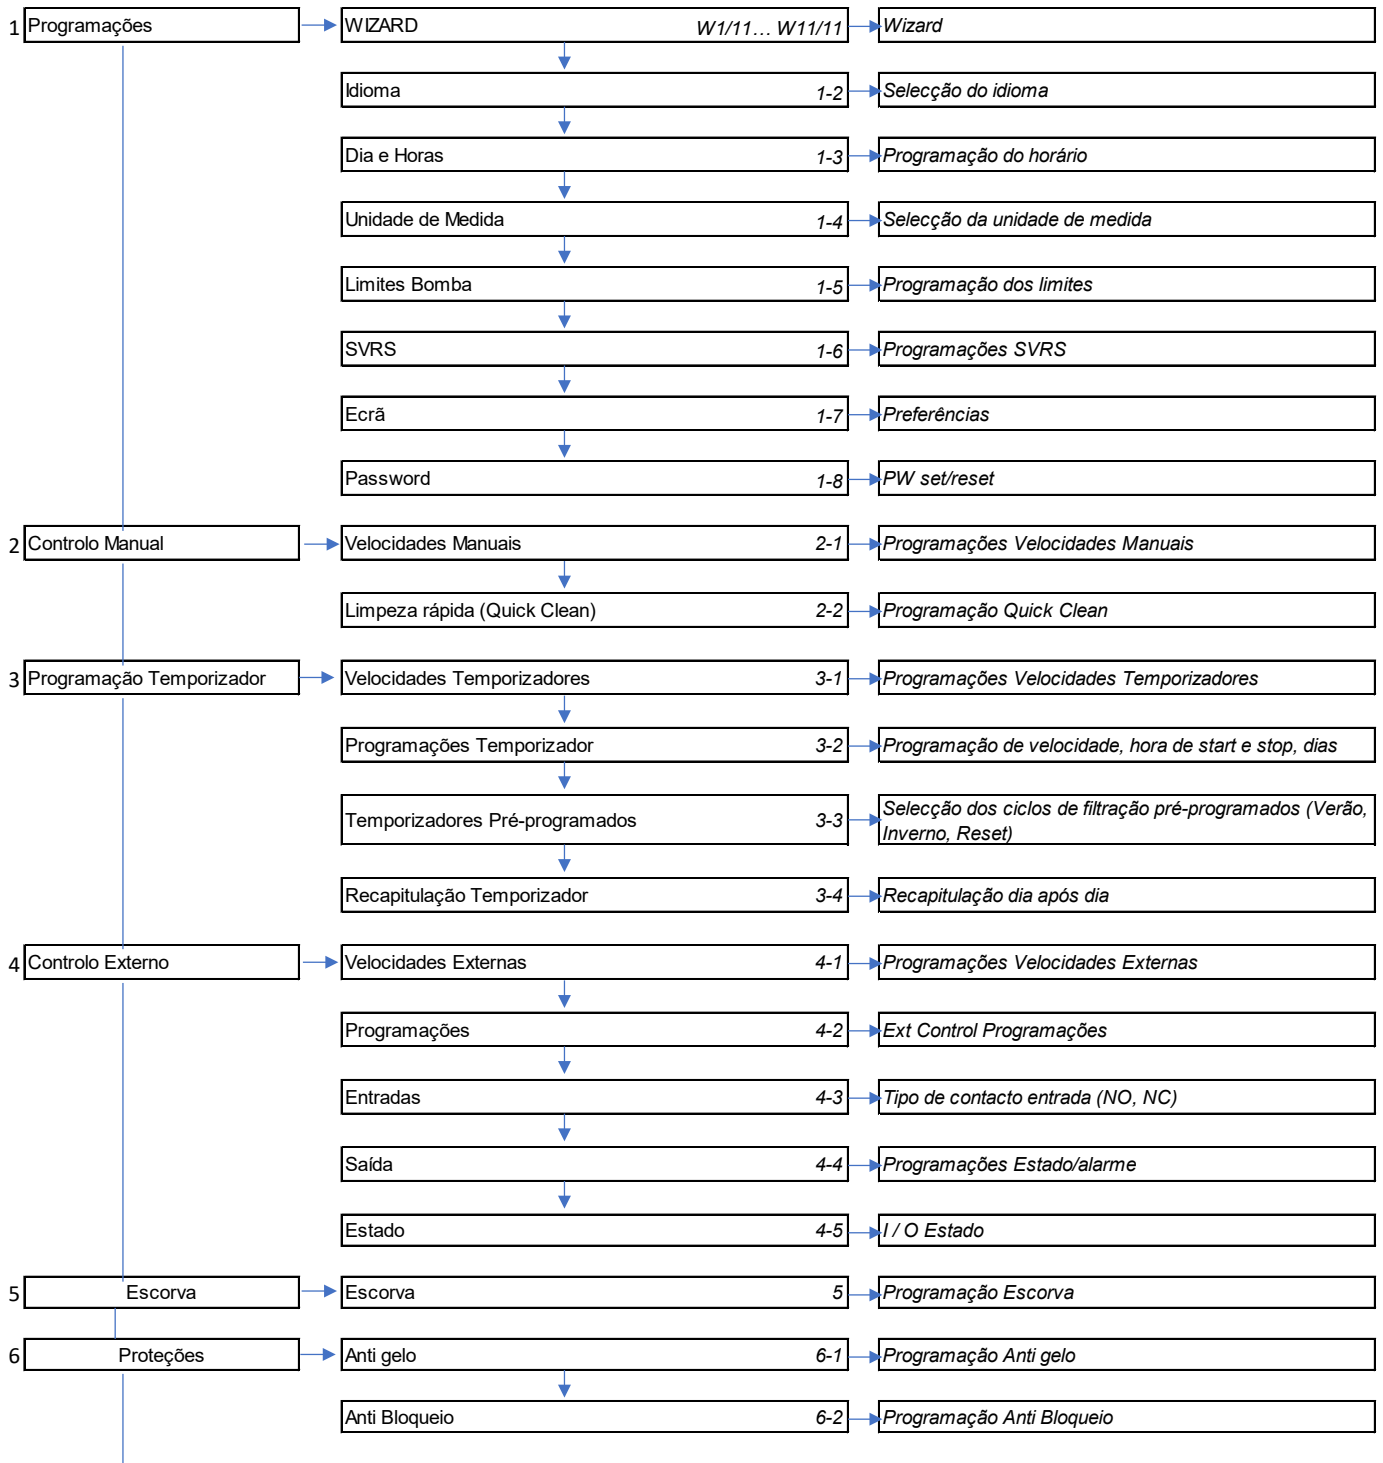 1 Programações WIZARD W1/11… W11/11 Wizard
Idioma 1-2 Selecção do idioma
Dia e Horas 1-3 Programação do horário
Unidade de Medida 1-4 Selecção da unidade de medida
Limites Bomba 1-5 Programação dos limites
SVRS 1-6 Programações SVRS
Ecrã 1-7 Preferências
Password 1-8 PW set/reset
2 Controlo Manual Velocidades Manuais 2-1 Programações Velocidades Manuais
Limpeza rápida (Quick Clean) 2-2 Programação Quick Clean
3 Programação Temporizador Velocidades Temporizadores 3-1 Programações Velocidades Temporizadores
Programações Temporizador 3-2 Programação de velocidade, hora de start e stop, dias
Temporizadores Pré-programados 3-3 Selecção dos ciclos de filtração pré-programados (Verão,
Inverno, Reset)
Recapitulação Temporizador 3-4 Recapitulação dia após dia
4 Controlo Externo Velocidades Externas 4-1 Programações Velocidades Externas
Programações 4-2 Ext Control Programações
Entradas 4-3 Tipo de contacto entrada (NO, NC)
Saída 4-4 Programações Estado/alarme
Estado 4-5 I / O Estado
5 Escorva Escorva 5 Programação Escorva
6 Proteções Anti gelo 6-1 Programação Anti gelo
Anti Bloqueio 6-2 Programação Anti Bloqueio